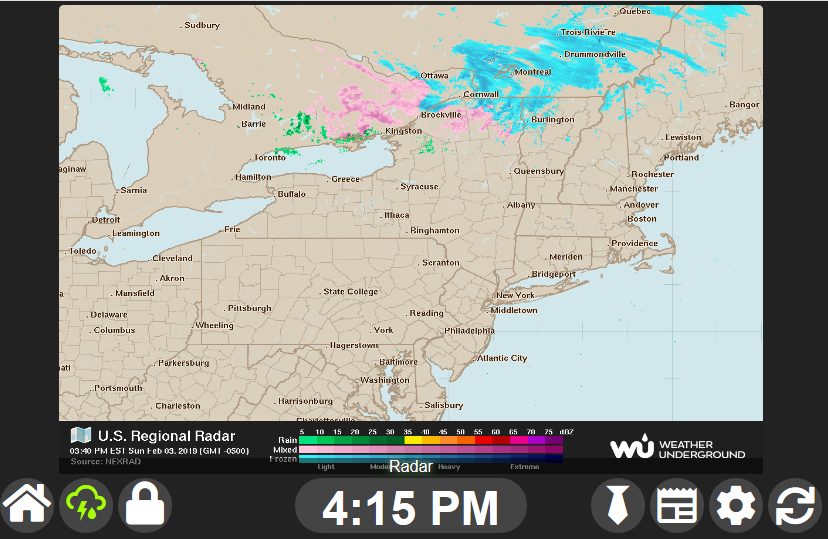 Quebec
Sudbury
Trois-Riviere
Drummondville
Ottawa
Montreal
Cornwall
Midland
Bangor
Brockville
Burlington
Barrie
Kingston
Lewiston
Toronto
Portland
aginaw
Queensbury
Hamilton
Greece
Rochester
Sarnia
Syracuse
Manchester
Buffalo
Albany
Andover
Detroit
Ithaca
Boston
Leamington
Erie
Binghamton
Providence
Toledo
Cleveland
Scranton
Meriden
Akron
Bridgeport
a
Mansfield
State College
New York
Delaware
Pittsburgh
Reading
Middletown
Columbus
Wheeling
York
Philadelphia
Hagerstown
Parkersburg
Baltimore
Atlantic City
ati
Washington
Portsmouth
Harrisonburg
Charleston
Salisbury
Charlottesville
U.S. Regional Radar
03:40 PM EST Sun Feb 03, 2019 (GMT -0500)
Source: NEXRAD
5 10 15 20 25 30 35 40 45 50 55 60 65 70 75 dBZ
Rain
Mixed
Frozen
Light Mode Heavy Extreme
WEATHER
UNDERGROUND
Radar
4:15 PM